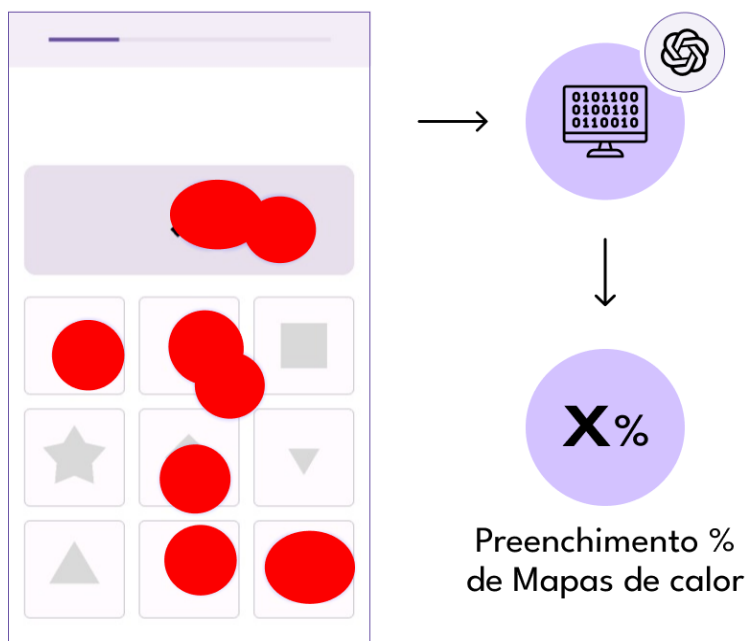 0101100
0100110
0110010
X%
Preenchimento %
de Mapas de calor